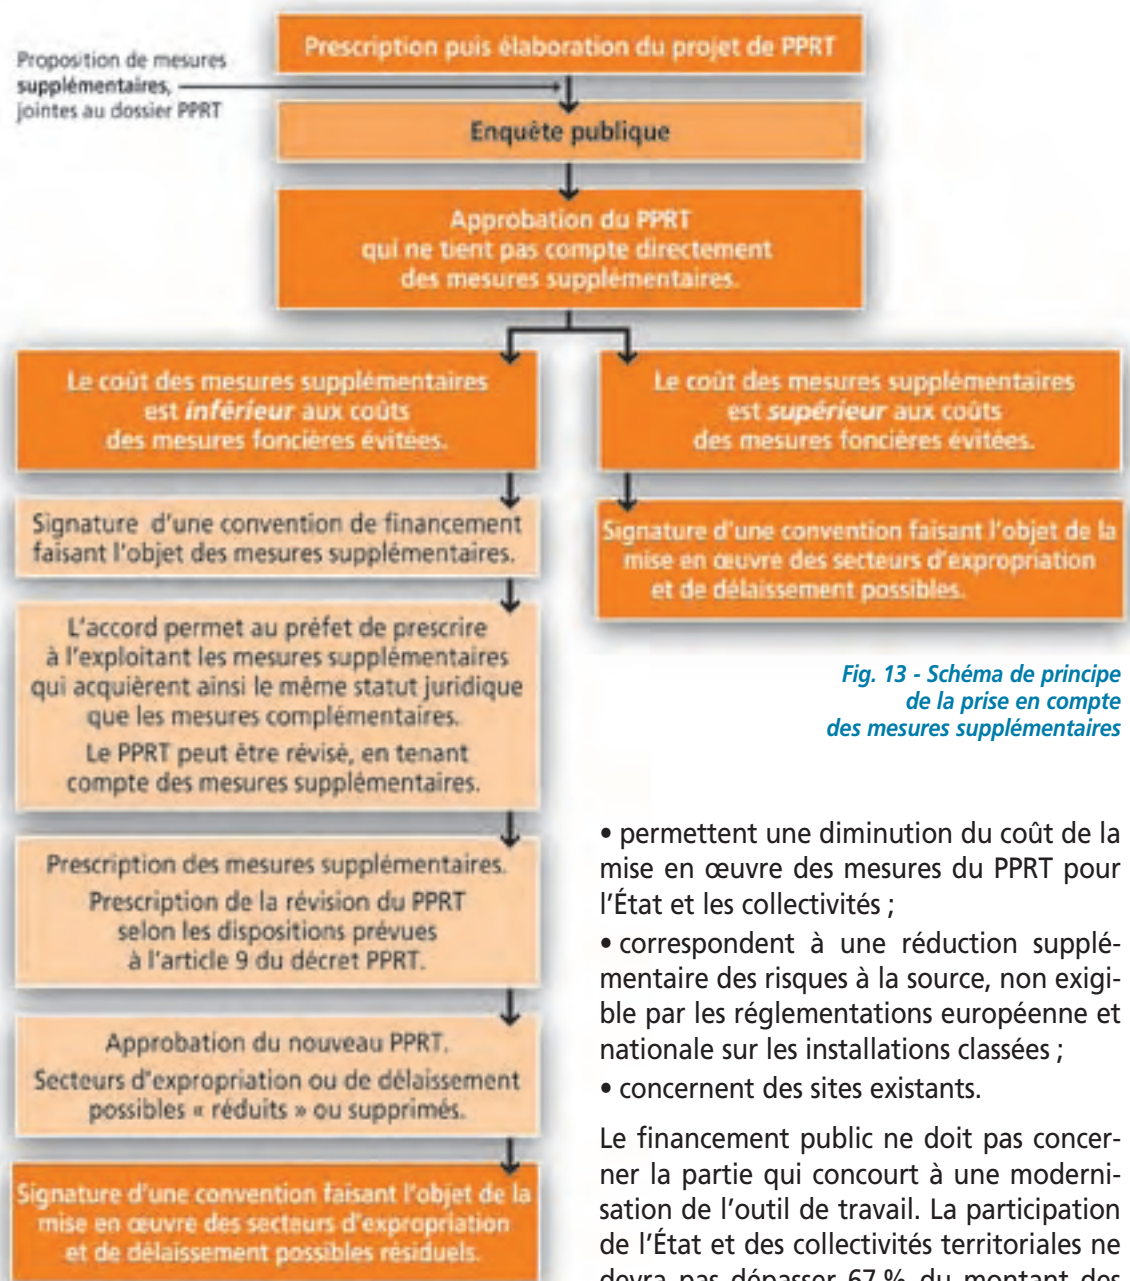 Proposition de mesures
supplémentaires,
jointes au dossier PPRT
Prescription puis élaboration du projet de PPRT
Enquête publique
Approbation du PPRT
qui ne tient pas compte directement
des mesures supplémentaires.
Le coût des mesures supplémentaires
est inférieur aux coûts
des mesures foncières évitées.
Signature d'une convention de financement
faisant l'objet des mesures supplémentaires.
L'accord permet au préfet de prescrire
à l'exploitant les mesures supplémentaires
qui acquièrent ainsi le même statut juridique
que les mesures complémentaires.
Le PPRT peut être révisé, en tenant
compte des mesures supplémentaires.
Prescription des mesures supplémentaires.
Prescription de la révision du PPRT
selon les dispositions prévues
à l'article 9 du décret PPRT.
Approbation du nouveau PPRT.
Secteurs d'expropriation ou de délaissement
possibles « réduits » ou supprimés.
Signature d'une convention faisant l'objet de la
mise en œuvre des secteurs d'expropriation
et de délaissement possibles résiduels.
Le coût des mesures supplémentaires
est supérieur aux coûts
des mesures foncières évitées.
Signature d'une convention faisant l'objet de la
mise en œuvre des secteurs d'expropriation
et de délaissement possibles.
Fig. 13 - Schéma de principe
de la prise en compte
des mesures supplémentaires
• permettent une diminution du coût de la
mise en œuvre des mesures du PPRT pour
l'État et les collectivités ;
• correspondent à une réduction supplé-
mentaire des risques à la source, non exigi-
ble par les réglementations européenne et
nationale sur les installations classées ;
• concernent des sites existants.
Le financement public ne doit pas concer-
ner la partie qui concourt à une moderni-
sation de l'outil de travail. La participation
de l'État et des collectivités territoriales ne
devra pas dépasser 67 % du montant des